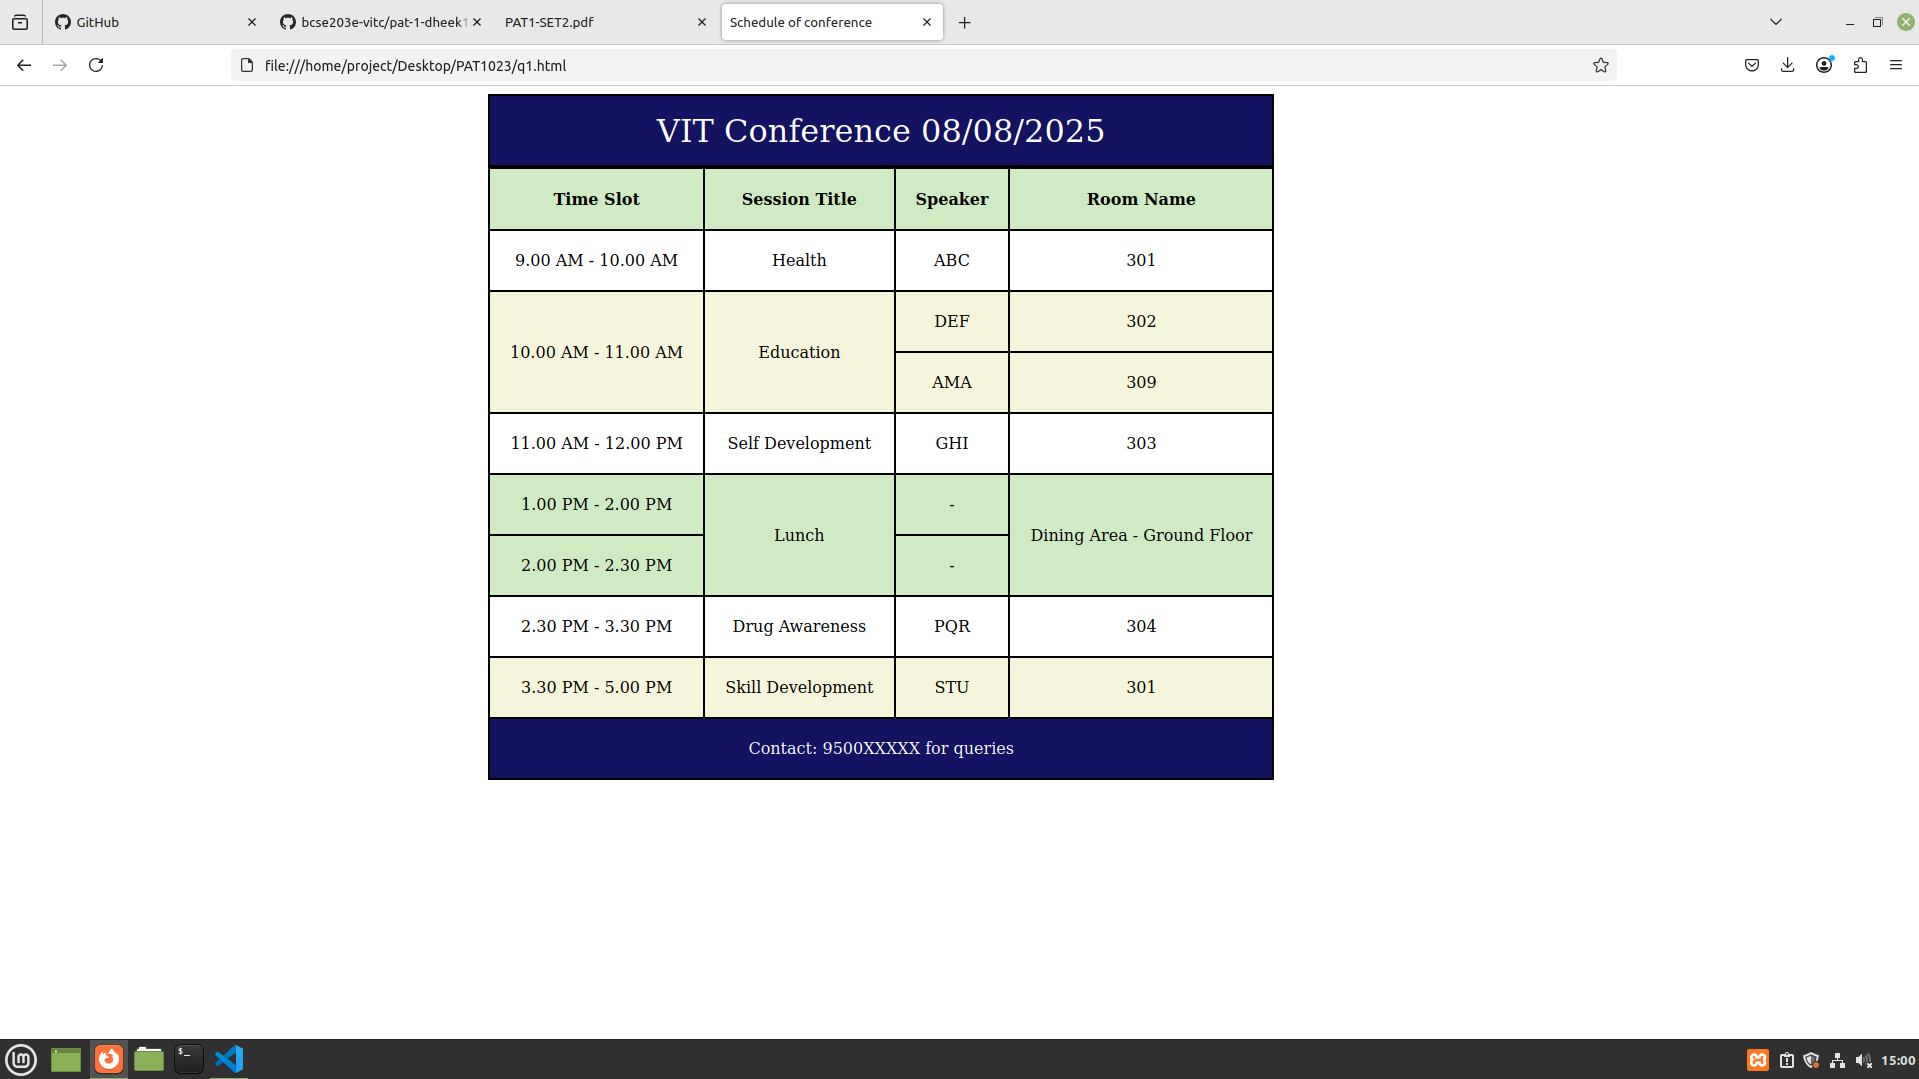 GitHub
bcse203e-vitc/pat-1-dheek1
PAT1-SET2.pdf
Schedule of conference
file:///home/project/Desktop/PAT1023/q1.html
VIT Conference 08/08/2025
Time Slot Session Title Speaker Room Name
9.00 AM - 10.00 AM Health ABC 301
10.00 AM - 11.00 AM Education DEF 302
AMA 309
11.00 AM - 12.00 PM Self Development GHI 303
1.00 PM - 2.00 PM Lunch - Dining Area - Ground Floor
2.00 PM - 2.30 PM -
2.30 PM - 3.30 PM Drug Awareness PQR 304
3.30 PM - 5.00 PM Skill Development STU 301
Contact: 9500XXXXX for queries
$_
15:00